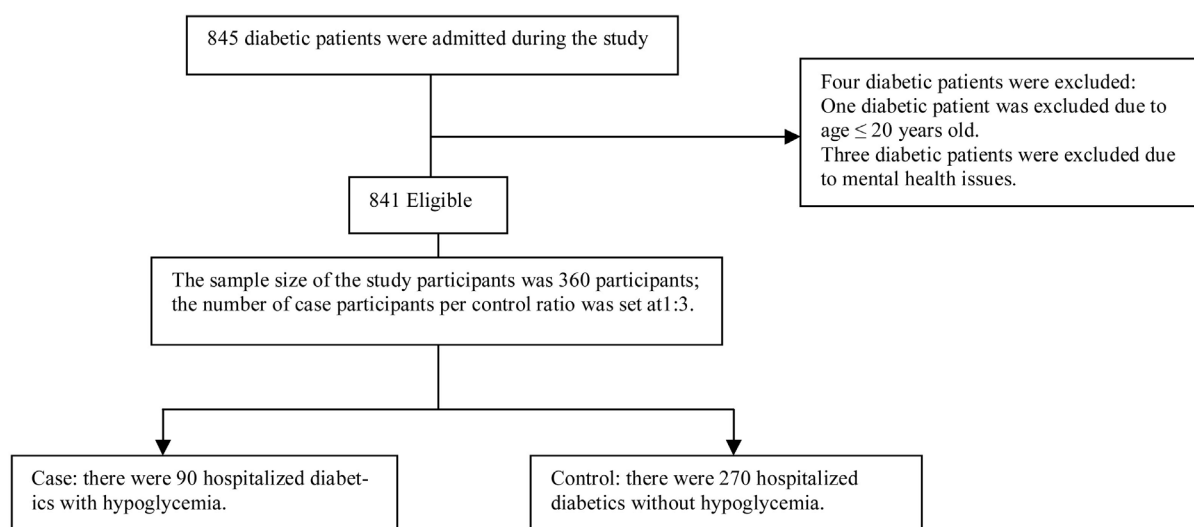 845 diabetic patients were admitted during the study
Four diabetic patients were excluded:
One diabetic patient was excluded due to
age ≤ 20 years old.
Three diabetic patients were excluded due
to mental health issues.
841 Eligible
The sample size of the study participants was 360 participants;
the number of case participants per control ratio was set at1:3.
Case: there were 90 hospitalized diabet-
ics with hypoglycemia.
Control: there were 270 hospitalized
diabetics without hypoglycemia.